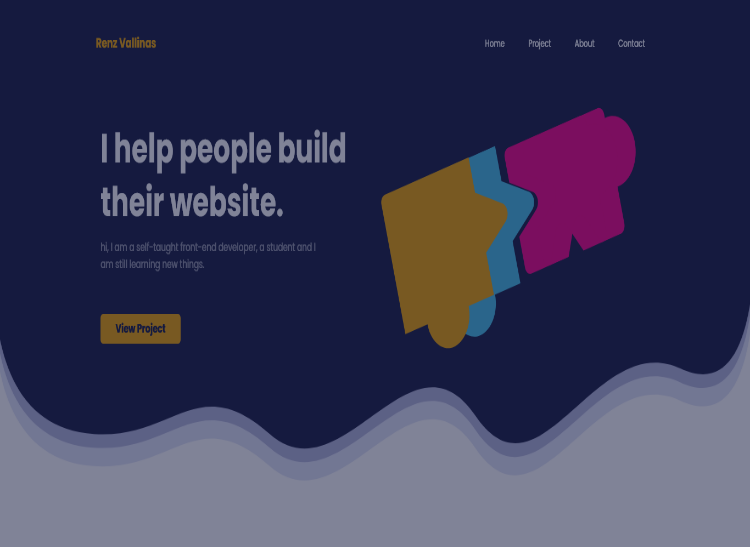 Renz Vallinas
Home Project About Contact
I help people build
their website.
hi, I am a self-taught front-end developer, a student and I
am still learning new things.
View Project